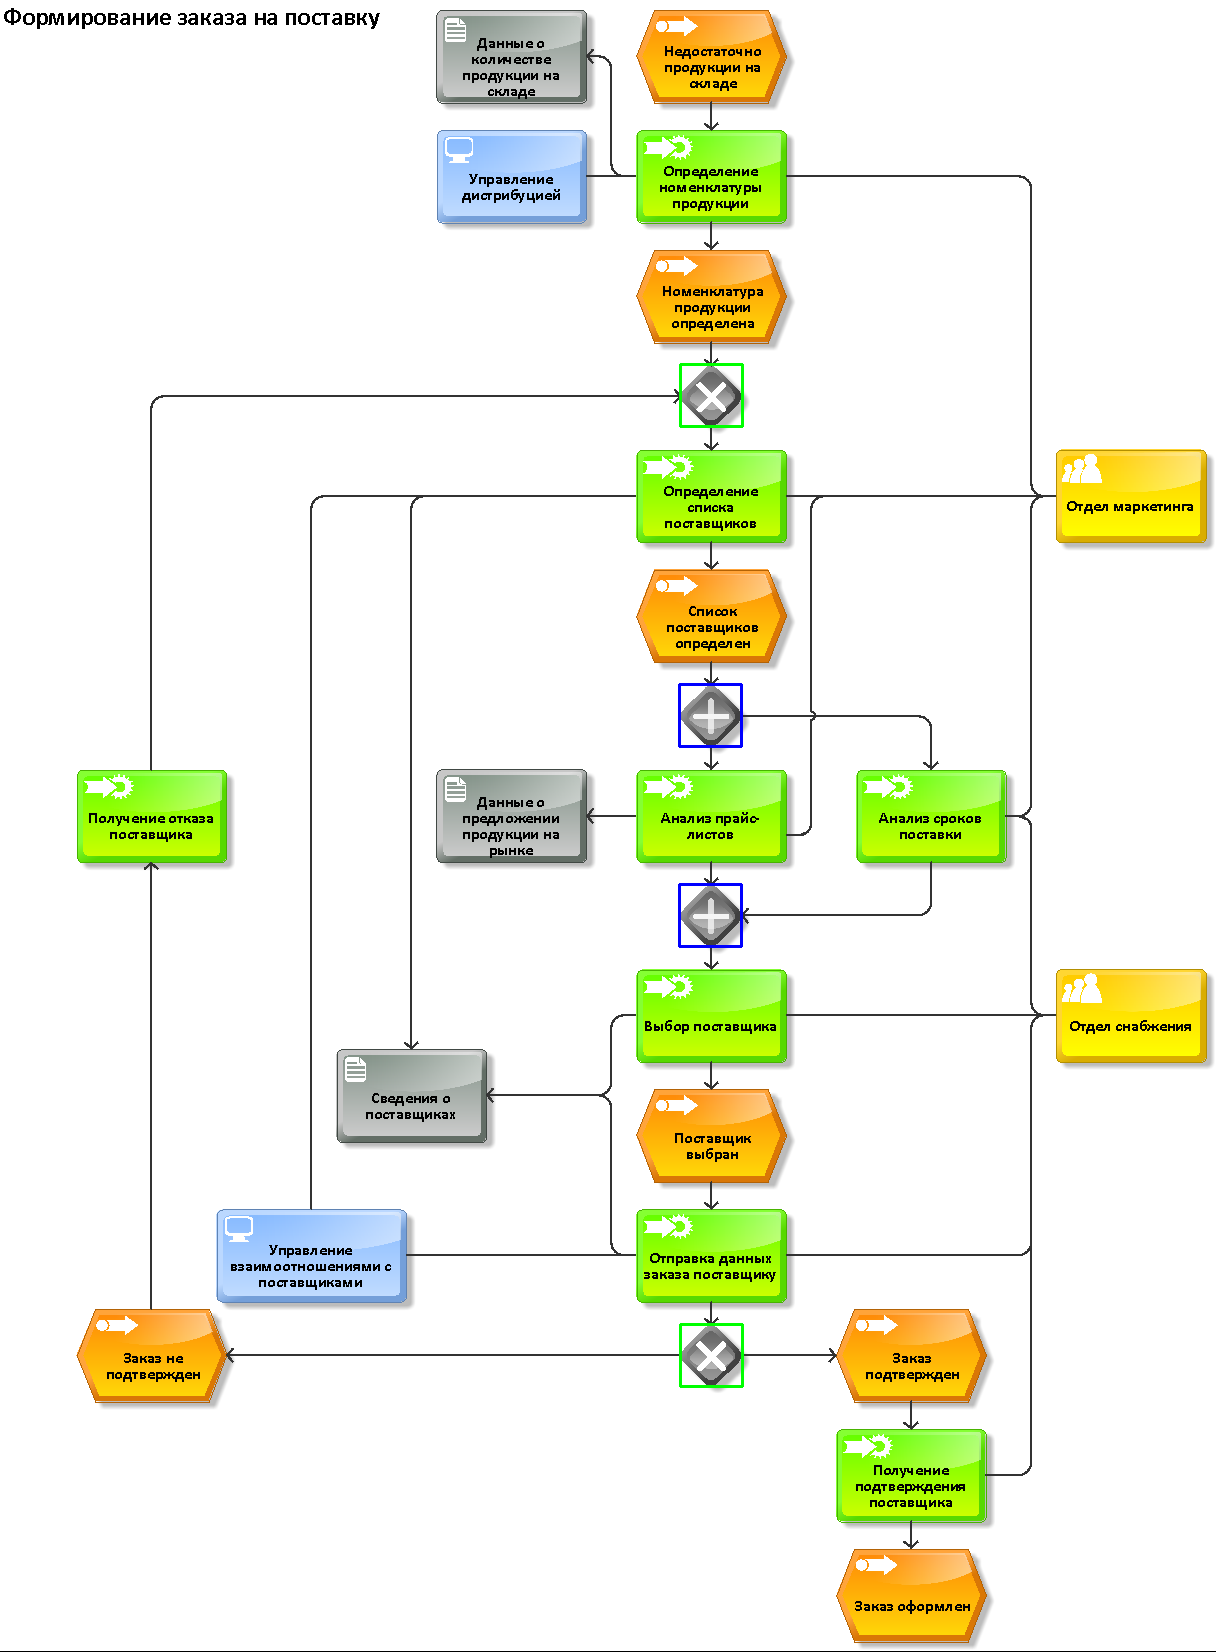 Формирование заказа на поставку
Данные о
количестве
продукции на
складе
Недостаточно
продукции на
складе
Управление
дистрибуцией
Определение
номенклатуры
продукции
Номенклатура
продукции
определена
Определение
списка
поставщиков
Отдел маркетинга
Список
поставщиков
определен
Получение отказа
поставщика
Данные о
предложении
продукции на
рынке
Анализ прайс-
листов
Анализ сроков
поставки
Выбор поставщика
Отдел снабжения
Сведения о
поставщиках
Поставщик
выбран
Управление
взаимоотношениями с
поставщиками
Отправка данных
заказа поставщику
Заказ не
подтвержден
Заказ
подтвержден
Получение
подтверждения
поставщика
Заказ оформлен